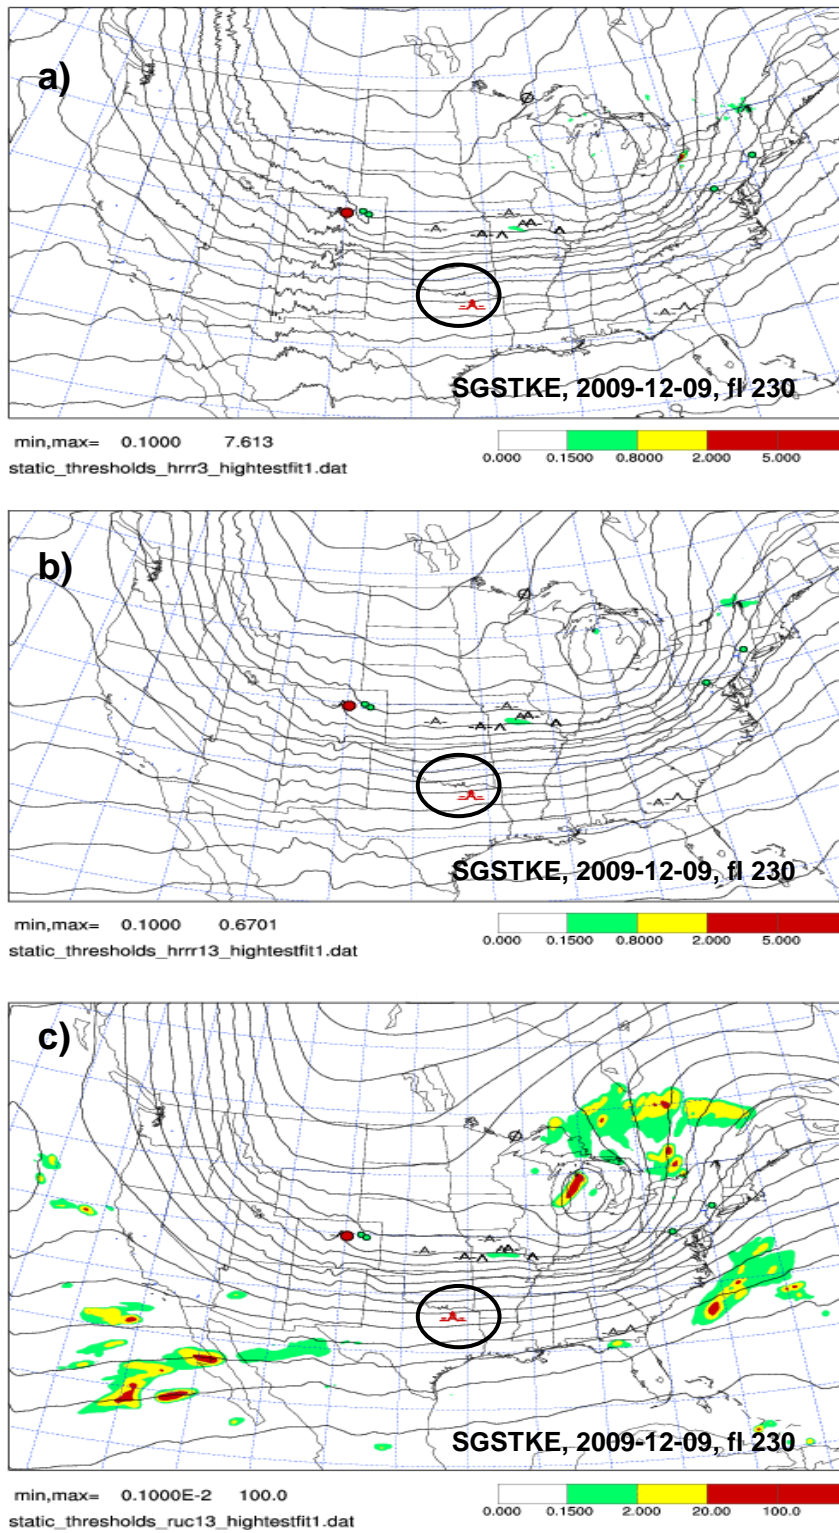 a)
SGSTKE, 2009-12-09, fl 230
min,max= 0.1000 7.613
0.000 0.1500 0.8000 2.000 5.000
static_thresholds_hrrr3_hightestfit1.dat
b)
SGSTKE, 2009-12-09, fl 230
min,max= 0.1000 0.6701
0.000 0.1500 0.8000 2.000 5.000
static_thresholds_hrrr13_hightestfit1.dat
c)
SGSTKE, 2009-12-09, fl 230
min,max= 0.1000E-2 100.0
0.000 0.1500 2.000 20.00 100.0
static_thresholds_ruc13_hightestfit1.dat